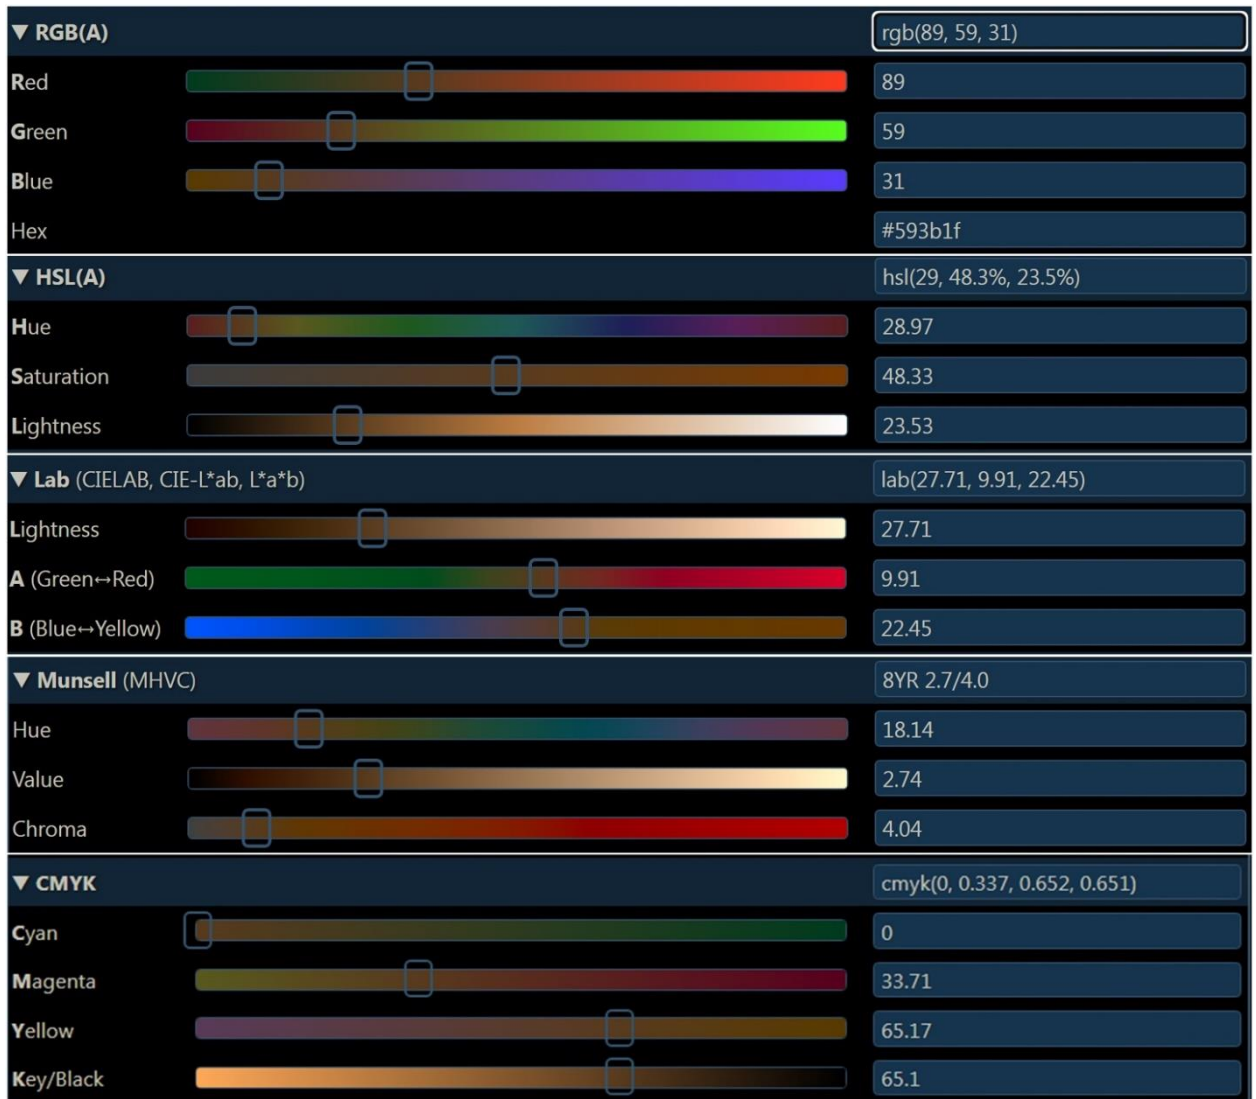 ▼ RGB(A) rgb(89, 59, 31)
Red 89
Green 59
Blue 31
Hex #593b1f
▼ HSL(A) hsl(29, 48.3%, 23.5%)
Hue 28.97
Saturation 48.33
Lightness 23.53
▼ Lab (CIELAB, CIE-L*ab, L*a*b) lab(27.71, 9.91, 22.45)
Lightness 27.71
A (Green↔Red) 9.91
B (Blue↔Yellow) 22.45
▼ Munsell (MHVC) 8YR 2.7/4.0
Hue 18.14
Value 2.74
Chroma 4.04
▼ CMYK cmyk(0, 0.337, 0.652, 0.651)
Cyan 0
Magenta 33.71
Yellow 65.17
Key/Black 65.1